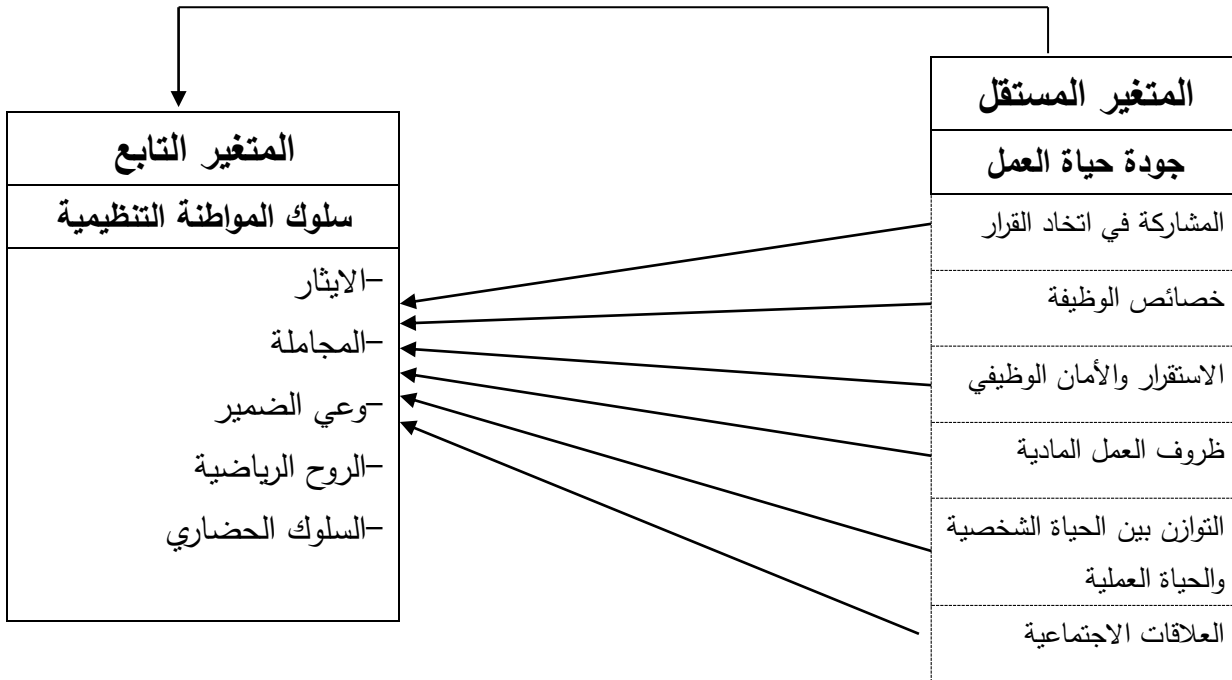 المتغير المستقل
جودة حياة العمل
المشاركة في اتخاد القرار
خصائص الوظيفة
الاستقرار والأمان الوظيفي
ظروف العمل المادية
التوازن بين الحياة الشخصية
والحياة العملية
العلاقات الاجتماعية
المتغير التابع
سلوك المواطنة التنظيمية
-الايثار
-المجاملة
-وعي الضمير
-الروح الرياضية
-السلوك الحضاري